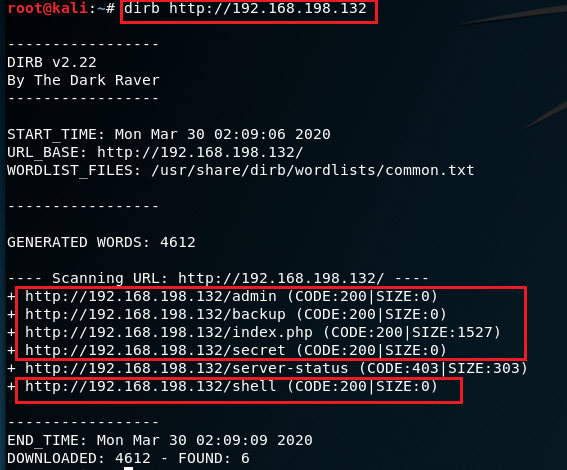 root@kali:~# dirb http://192.168.198.132
-----------------
DIRB v2.22
By The Dark Raver
-----------------
START_TIME: Mon Mar 30 02:09:06 2020
URL_BASE: http://192.168.198.132/
WORDLIST_FILES: /usr/share/dirb/wordlists/common.txt
-----------------
GENERATED WORDS: 4612
---- Scanning URL: http://192.168.198.132/ ----
+ http://192.168.198.132/admin (CODE:200|SIZE:0)
+ http://192.168.198.132/backup (CODE:200|SIZE:0)
+ http://192.168.198.132/index.php (CODE:200|SIZE:1527)
+ http://192.168.198.132/secret (CODE:200|SIZE:0)
+ http://192.168.198.132/server-status (CODE:403|SIZE:303)
+ http://192.168.198.132/shell (CODE:200|SIZE:0)
-----------------
END_TIME: Mon Mar 30 02:09:09 2020
DOWNLOADED: 4612 - FOUND: 6